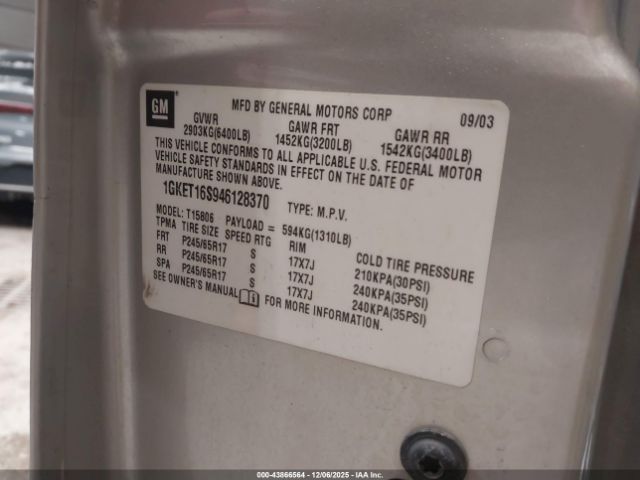 GM
MFD BY GENERAL MOTORS CORP 09/03
GVWR GAWR FRT GAWR RR
2903KG(6400LB) 1452KG(3200LB) 1542KG(3400LB)
THIS VEHICLE CONFORMS TO ALL APPLICABLE U.S. FEDERAL MOTOR
VEHICLE SAFETY STANDARDS IN EFFECT ON THE DATE OF
MANUFACTURE SHOWN ABOVE.
1GKET16S946128370 TYPE: M.P.V.
MODEL: T15806 PAYLOAD = 594KG(1310LB)
TPMA TIRE SIZE SPEED RTG RIM COLD TIRE PRESSURE
FRT P245/65R17 S 17X7J 210KPA(30PSI)
RR P245/65R17 S 17X7J 240KPA(35PSI)
SPA P245/65R17 S 17X7J 240KPA(35PSI)
SEE OWNER'S MANUAL FOR MORE INFORMATION.
00-43866564 * 12/06/2025 * IAAI, Inc.